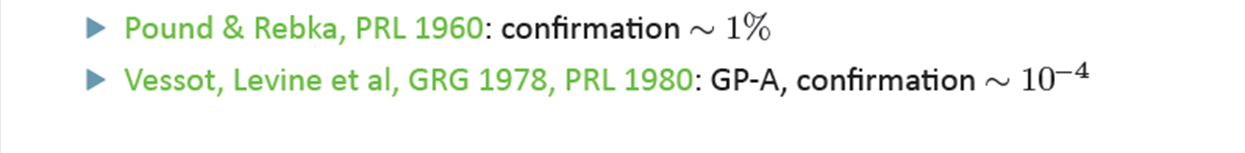 ▶ Pound & Rebka, PRL 1960: confirmation ∼ 1%
▶ Vessot, Levine et al, GRG 1978, PRL 1980: GP-A, confirmation ∼ 10⁻⁴